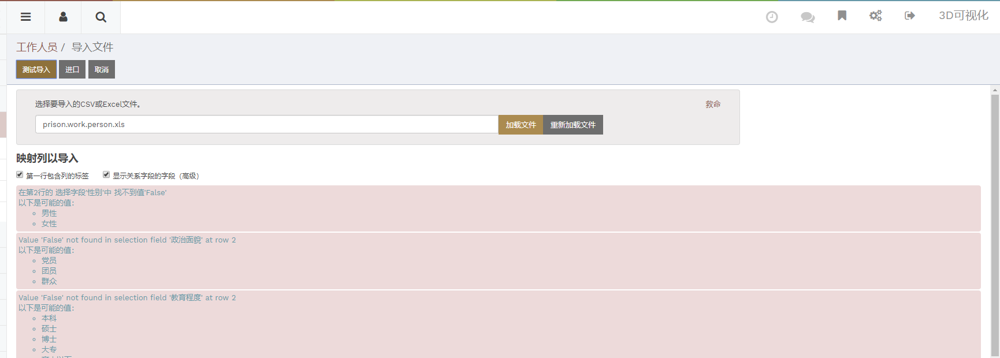 3D可视化
工作人员 / 导入文件
测试导入 进口 取消
选择要导入的CSV或Excel文件。 救命
prison.work.person.xls 加载文件 重新加载文件
映射列以导入
第一行包含列的标签 显示关系字段的字段（高级）
在第2行的 选择字段'性别'中 找不到值'False'
以下是可能的值：
男性
女性
Value 'False' not found in selection field '政治面貌' at row 2
以下是可能的值：
党员
团员
群众
Value 'False' not found in selection field '教育程度' at row 2
以下是可能的值：
本科
硕士
博士
大专